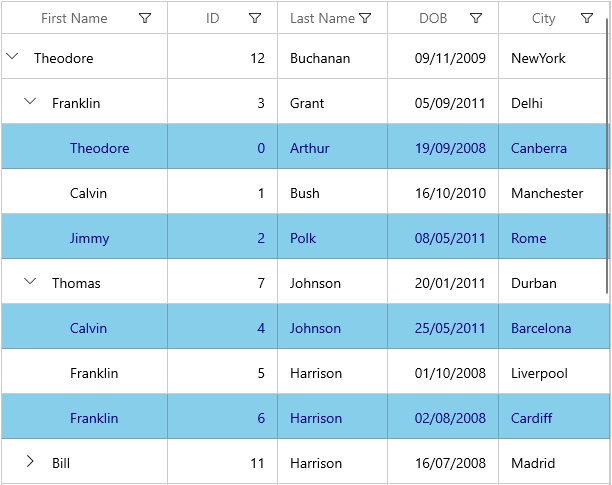 First Name ID Last Name DOB City
Theodore 12 Buchanan 09/11/2009 NewYork
Franklin 3 Grant 05/09/2011 Delhi
Theodore 0 Arthur 19/09/2008 Canberra
Calvin 1 Bush 16/10/2010 Manchester
Jimmy 2 Polk 08/05/2011 Rome
Thomas 7 Johnson 20/01/2011 Durban
Calvin 4 Johnson 25/05/2011 Barcelona
Franklin 5 Harrison 01/10/2008 Liverpool
Franklin 6 Harrison 02/08/2008 Cardiff
Bill 11 Harrison 16/07/2008 Madrid